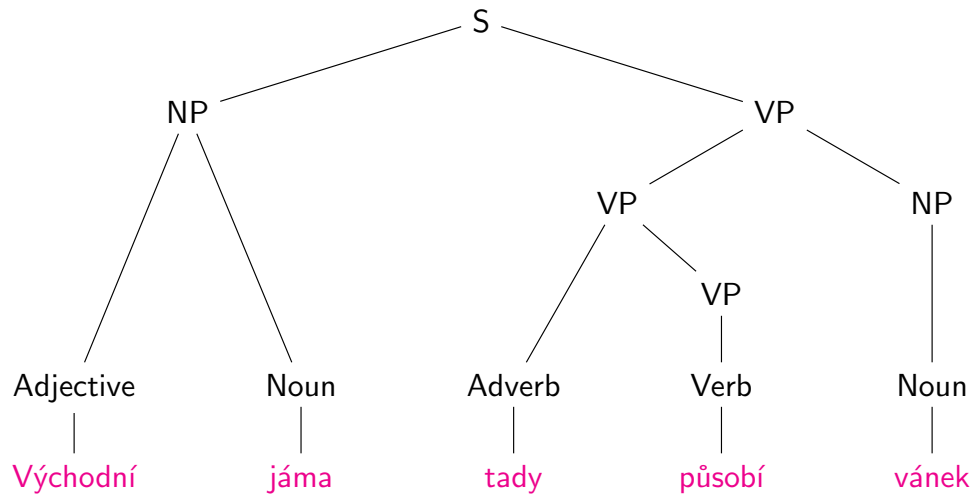 S
NP VP
VP NP
VP
Adjective Noun Adverb Verb Noun
Východní jáma tady působí vánek